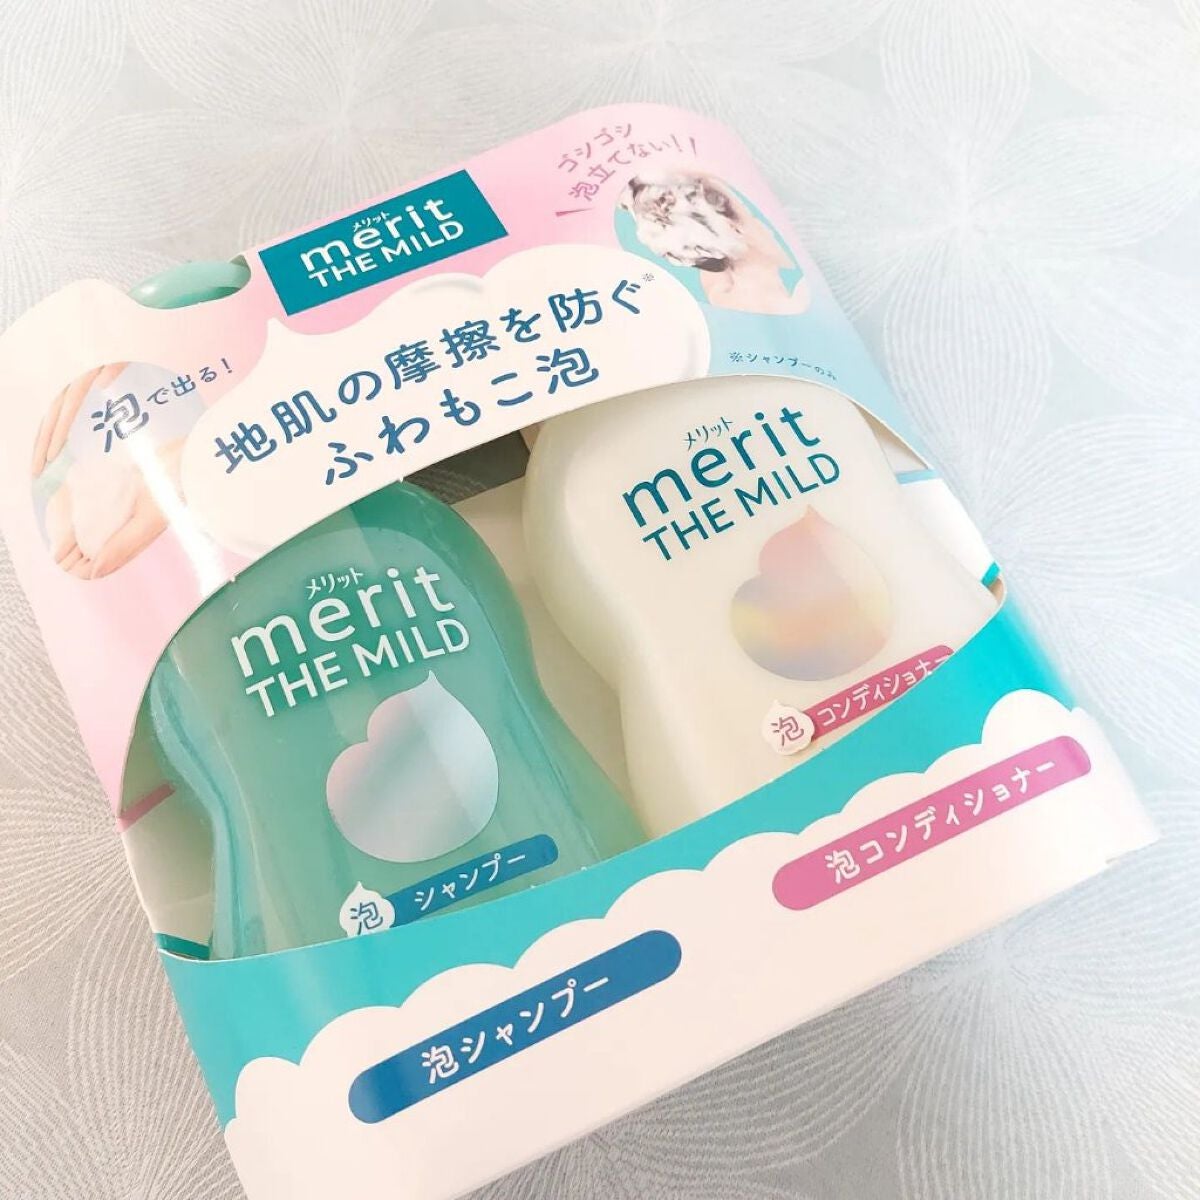 ゴシゴシ
泡立てない！！
メリット
merit
THE MILD
泡で出る！
地肌の摩擦を防ぐ※
ふわもこ泡
※シャンプーのみ
メリット
merit
THE MILD
泡 シャンプー
メリット
merit
THE MILD
泡 コンディショナー
泡シャンプー
泡コンディショナー